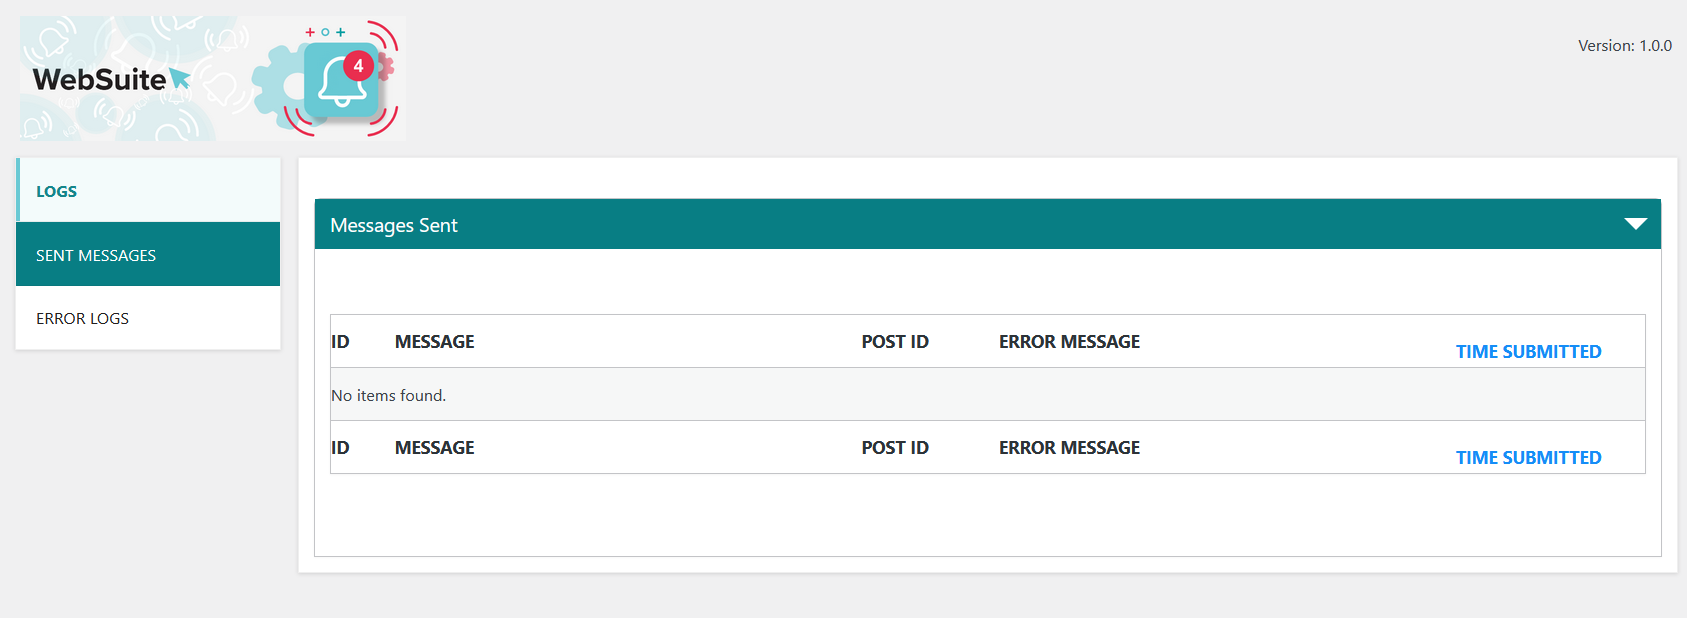 WebSuite
4
Version: 1.0.0
LOGS
SENT MESSAGES
ERROR LOGS
Messages Sent
ID MESSAGE POST ID ERROR MESSAGE TIME SUBMITTED
No items found.
ID MESSAGE POST ID ERROR MESSAGE TIME SUBMITTED